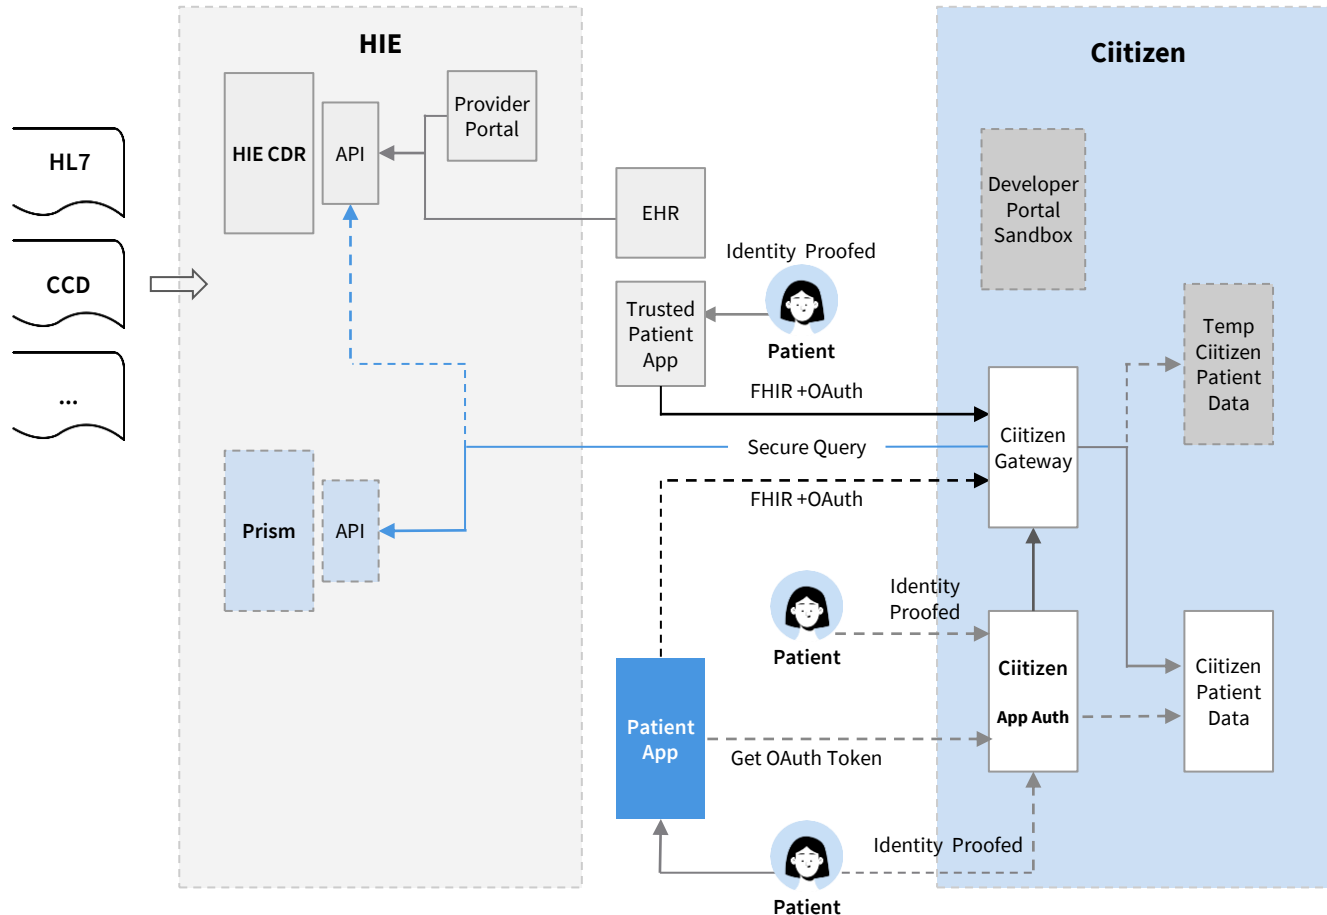 HIE
Ciitizen
HL7
CCD
...
HIE CDR
API
Provider
Portal
EHR
Developer
Portal
Sandbox
Identity Proofed
Patient
Trusted
Patient
App
Temp
Ciitizen
Patient
Data
FHIR +OAuth
Ciitizen
Gateway
Secure Query
FHIR +OAuth
Prism
API
Identity
Proofed
Patient
Ciitizen
App Auth
Ciitizen
Patient
Data
Patient
App
Get OAuth Token
Identity Proofed
Patient